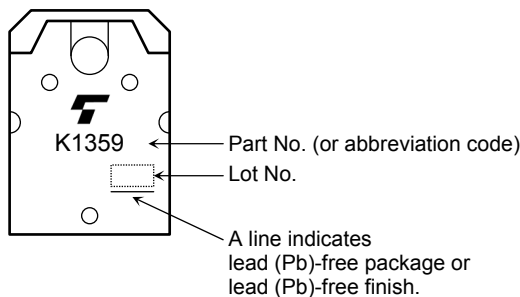 K1359
Part No. (or abbreviation code)
Lot No.
A line indicates
lead (Pb)-free package or
lead (Pb)-free finish.